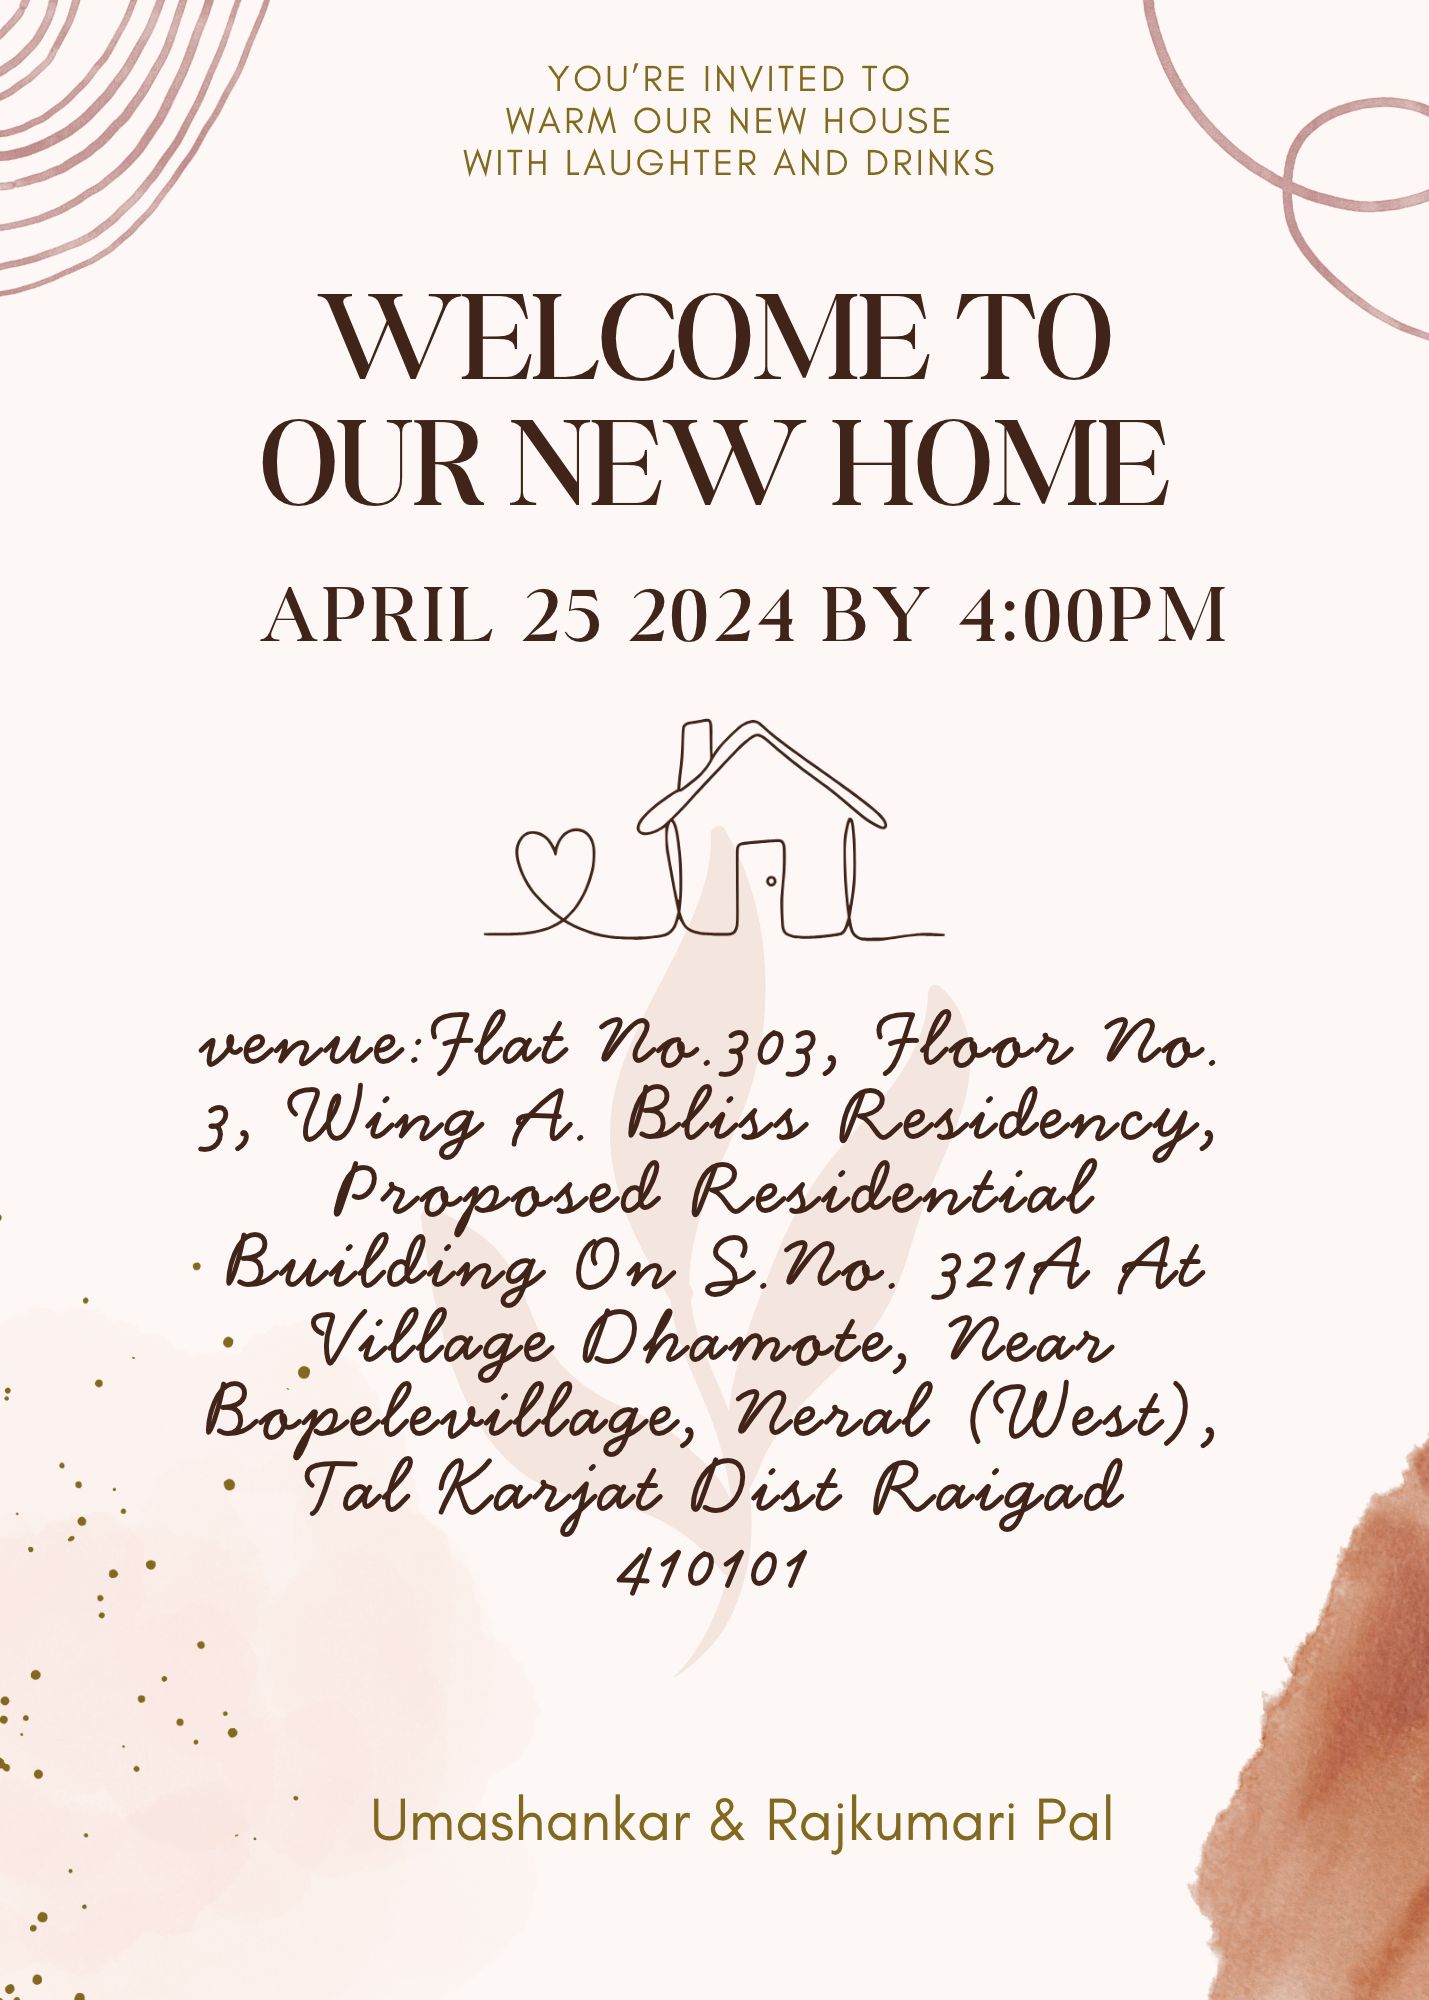 YOU’RE INVITED TO
WARM OUR NEW HOUSE
WITH LAUGHTER AND DRINKS
WELCOME TO
OUR NEW HOME
APRIL 25 2024 BY 4:00PM
venue:Flat No.303, Floor No.
3, Wing A. Bliss Residency,
Proposed Residential
Building On S.No. 321A At
Village Dhamote, Near
Bopelevillage, Neral (West),
Tal Karjat Dist Raigad
410101
Umashankar & Rajkumari Pal